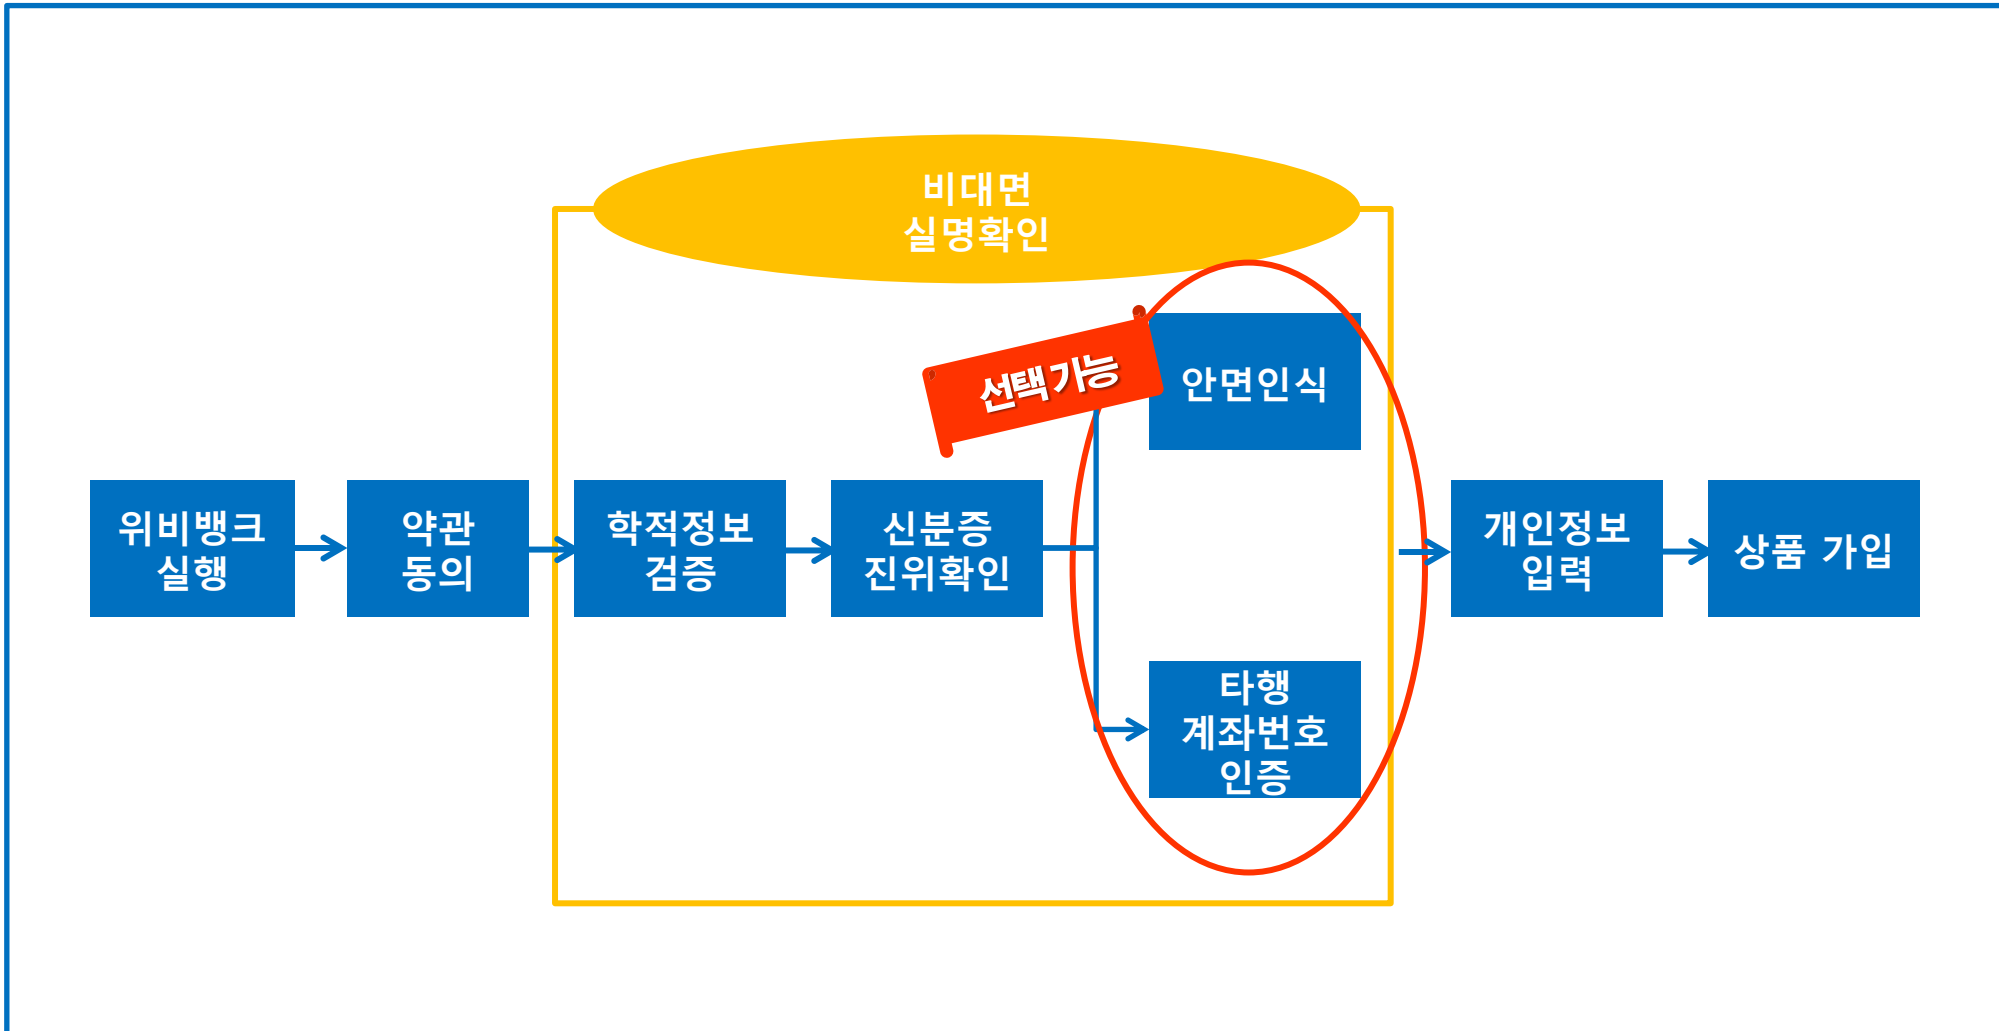 비대면
실명확인
선택 가능
안면인식
위비뱅크
실행
약관
동의
학적정보
검증
신분증
진위확인
타행
계좌번호
인증
개인정보
입력
상품 가입